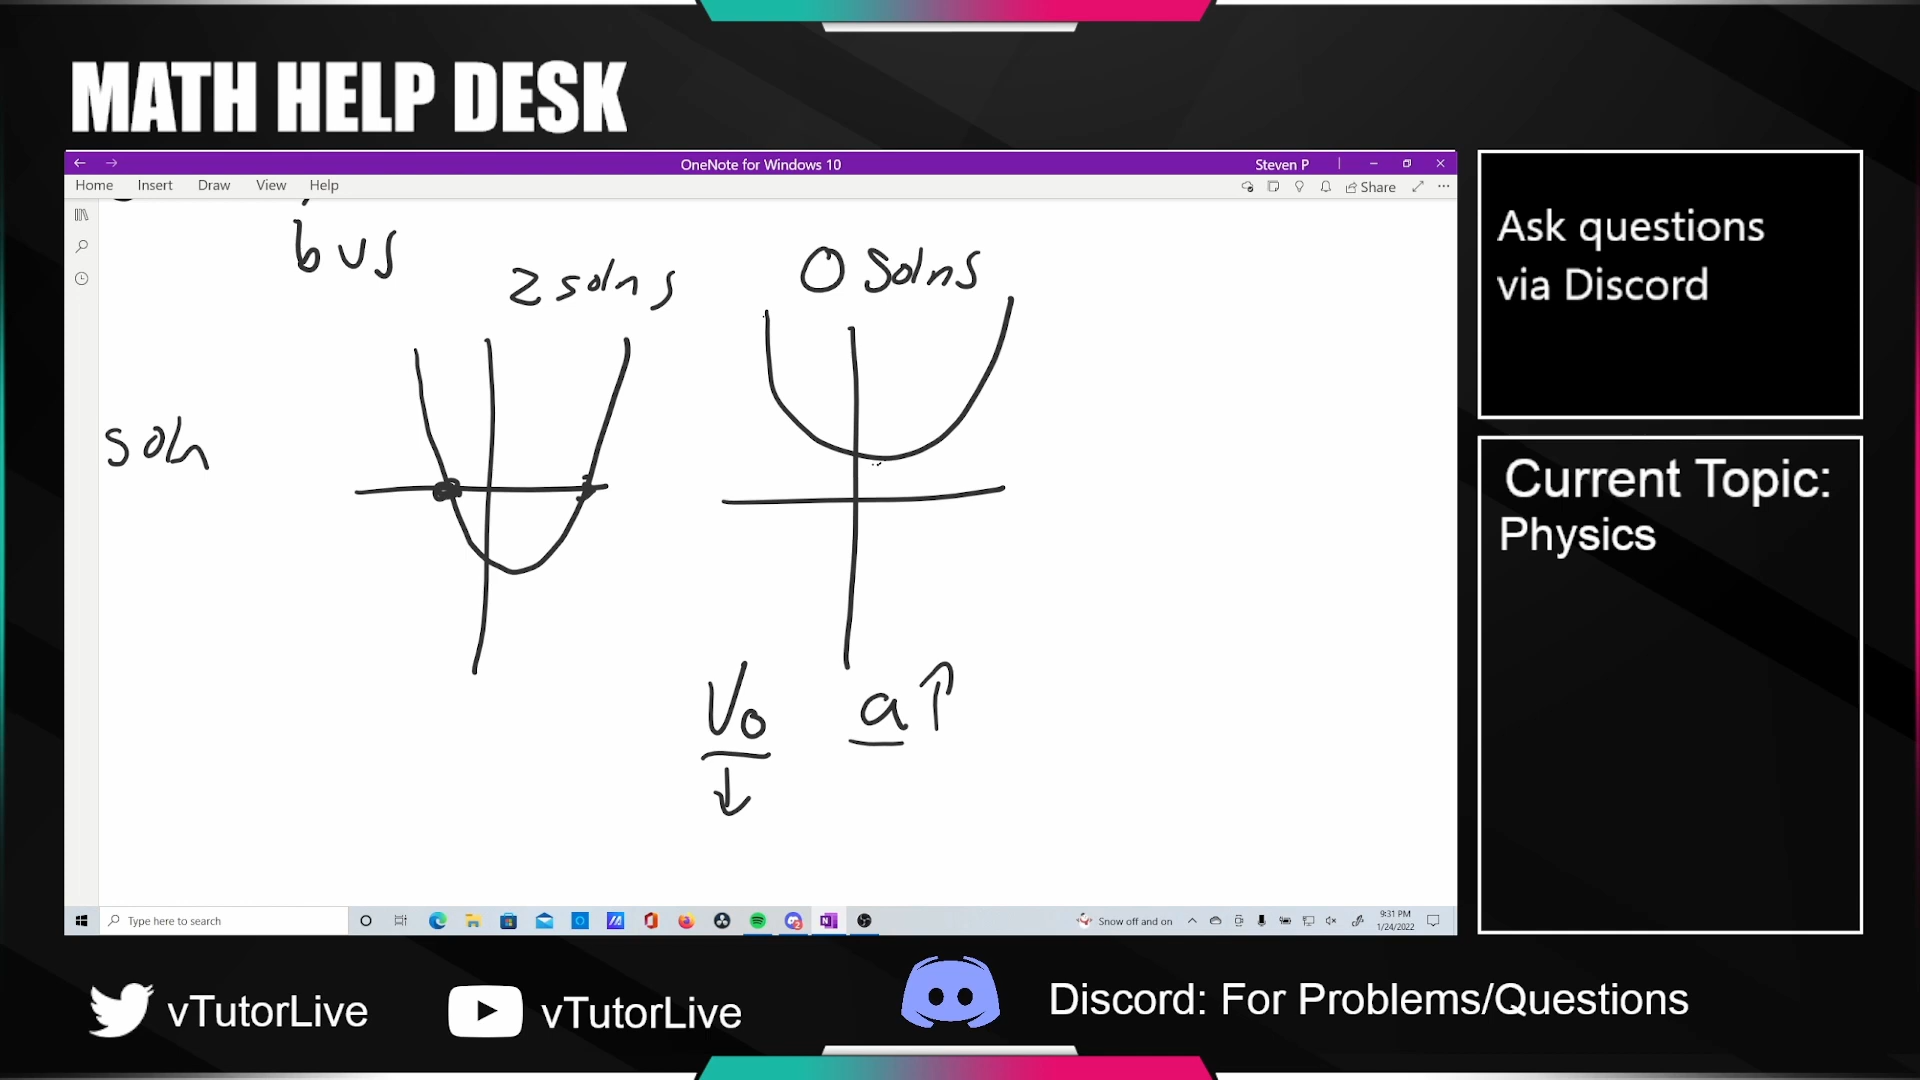 MATH HELP DESK
OneNote for Windows 10
Steven P
Home Insert Draw View Help
Share
bus
2 solns
0 solns
soln
V₀
a↑
↓
Type here to search
Snow off and on
9:31 PM
1/24/2022
Ask questions
via Discord
Current Topic:
Physics
vTutorLive
vTutorLive
Discord: For Problems/Questions